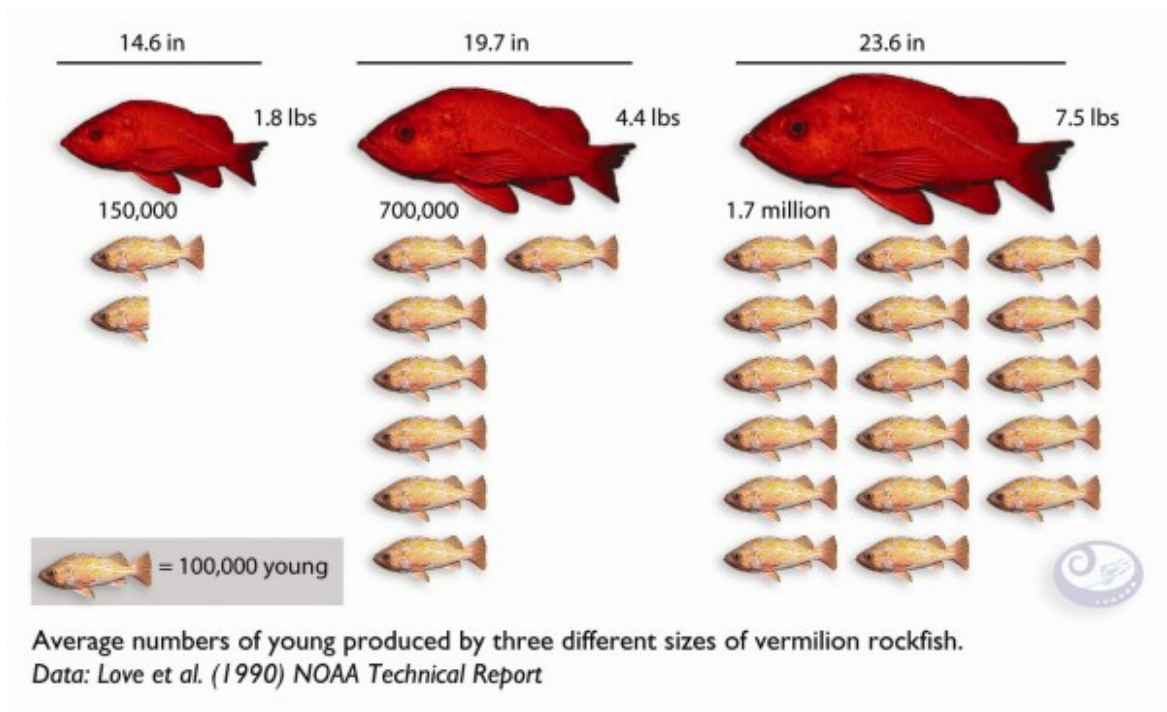 14.6 in
19.7 in
23.6 in
1.8 lbs
4.4 lbs
7.5 lbs
150,000
700,000
1.7 million
= 100,000 young
Average numbers of young produced by three different sizes of vermilion rockfish.
Data: Love et al. (1990) NOAA Technical Report